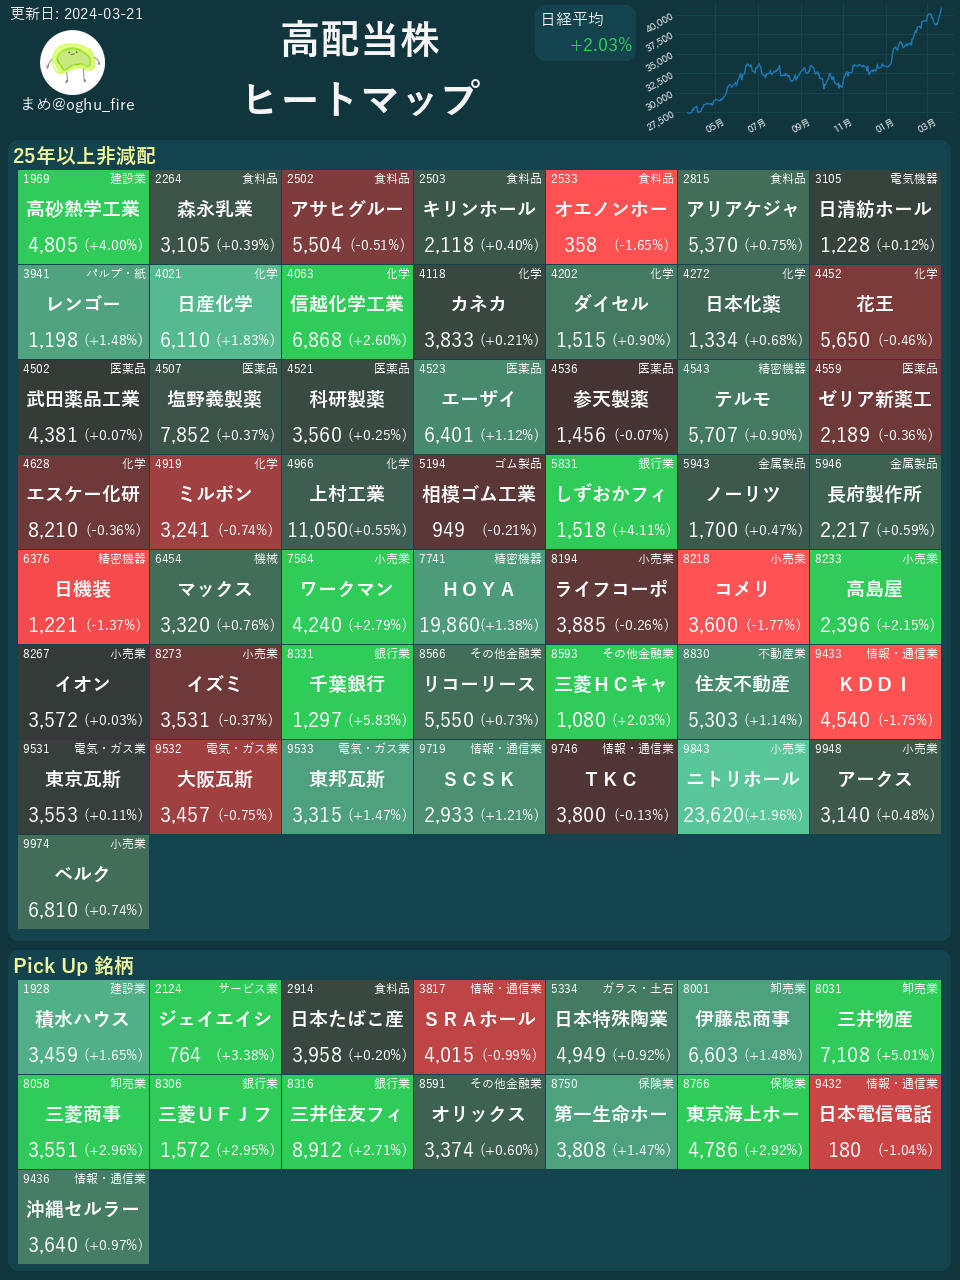 更新日: 2024-03-21
まめ@oghu_fire
高配当株
ヒートマップ
日経平均
+2.03%
40,000
37,500
35,000
32,500
30,000
27,500
05月 07月 09月 11月 01月 03月
25年以上非減配
1969 建設業 2264 食料品 2502 食料品 2503 食料品 2533 食料品 2815 食料品 3105 電気機器
高砂熱学工業 森永乳業 アサヒグルー キリンホール オエノンホー アリアケジャ 日清紡ホール
4,805 (+4.00%) 3,105 (+0.39%) 5,504 (-0.51%) 2,118 (+0.40%) 358 (-1.65%) 5,370 (+0.75%) 1,228 (+0.12%)
3941 パルプ・紙 4021 化学 4063 化学 4118 化学 4202 化学 4272 化学 4452 化学
レンゴー 日産化学 信越化学工業 カネカ ダイセル 日本化薬 花王
1,198 (+1.48%) 6,110 (+1.83%) 6,868 (+2.60%) 3,833 (+0.21%) 1,515 (+0.90%) 1,334 (+0.68%) 5,650 (-0.46%)
4502 医薬品 4507 医薬品 4521 医薬品 4523 医薬品 4536 医薬品 4543 精密機器 4559 医薬品
武田薬品工業 塩野義製薬 科研製薬 エーザイ 参天製薬 テルモ ゼリア新薬工
4,381 (+0.07%) 7,852 (+0.37%) 3,560 (+0.25%) 6,401 (+1.12%) 1,456 (-0.07%) 5,707 (+0.90%) 2,189 (-0.36%)
4628 化学 4919 化学 4966 化学 5194 ゴム製品 5831 銀行業 5943 金属製品 5946 金属製品
エスケー化研 ミルボン 上村工業 相模ゴム工業 しずおかフィ ノーリツ 長府製作所
8,210 (-0.36%) 3,241 (-0.74%) 11,050(+0.55%) 949 (-0.21%) 1,518 (+4.11%) 1,700 (+0.47%) 2,217 (+0.59%)
6376 精密機器 6454 機械 7564 小売業 7741 精密機器 8194 小売業 8218 小売業 8233 小売業
日機装 マックス ワークマン ＨＯＹＡ ライフコーポ コメリ 高島屋
1,221 (-1.37%) 3,320 (+0.76%) 4,240 (+2.79%) 19,860(+1.38%) 3,885 (-0.26%) 3,600 (-1.77%) 2,396 (+2.15%)
8267 小売業 8273 小売業 8331 銀行業 8566 その他金融業 8593 その他金融業 8830 不動産業 9433 情報・通信業
イオン イズミ 千葉銀行 リコーリース 三菱ＨＣキャ 住友不動産 ＫＤＤＩ
3,572 (+0.03%) 3,531 (-0.37%) 1,297 (+5.83%) 5,550 (+0.73%) 1,080 (+2.03%) 5,303 (+1.14%) 4,540 (-1.75%)
9531 電気・ガス業 9532 電気・ガス業 9533 電気・ガス業 9719 情報・通信業 9746 情報・通信業 9843 小売業 9948 小売業
東京瓦斯 大阪瓦斯 東邦瓦斯 ＳＣＳＫ ＴＫＣ ニトリホール アークス
3,553 (+0.11%) 3,457 (-0.75%) 3,315 (+1.47%) 2,933 (+1.21%) 3,800 (-0.13%) 23,620(+1.96%) 3,140 (+0.48%)
9974 小売業
ベルク
6,810 (+0.74%)
Pick Up 銘柄
1928 建設業 2124 サービス業 2914 食料品 3817 情報・通信業 5334 ガラス・土石 8001 卸売業 8031 卸売業
積水ハウス ジェイエイシ 日本たばこ産 ＳＲＡホール 日本特殊陶業 伊藤忠商事 三井物産
3,459 (+1.65%) 764 (+3.38%) 3,958 (+0.20%) 4,015 (-0.99%) 4,949 (+0.92%) 6,603 (+1.48%) 7,108 (+5.01%)
8058 卸売業 8306 銀行業 8316 銀行業 8591 その他金融業 8750 保険業 8766 保険業 9432 情報・通信業
三菱商事 三菱ＵＦＪフ 三井住友フィ オリックス 第一生命ホー 東京海上ホー 日本電信電話
3,551 (+2.96%) 1,572 (+2.95%) 8,912 (+2.71%) 3,374 (+0.60%) 3,808 (+1.47%) 4,786 (+2.92%) 180 (-1.04%)
9436 情報・通信業
沖縄セルラー
3,640 (+0.97%)